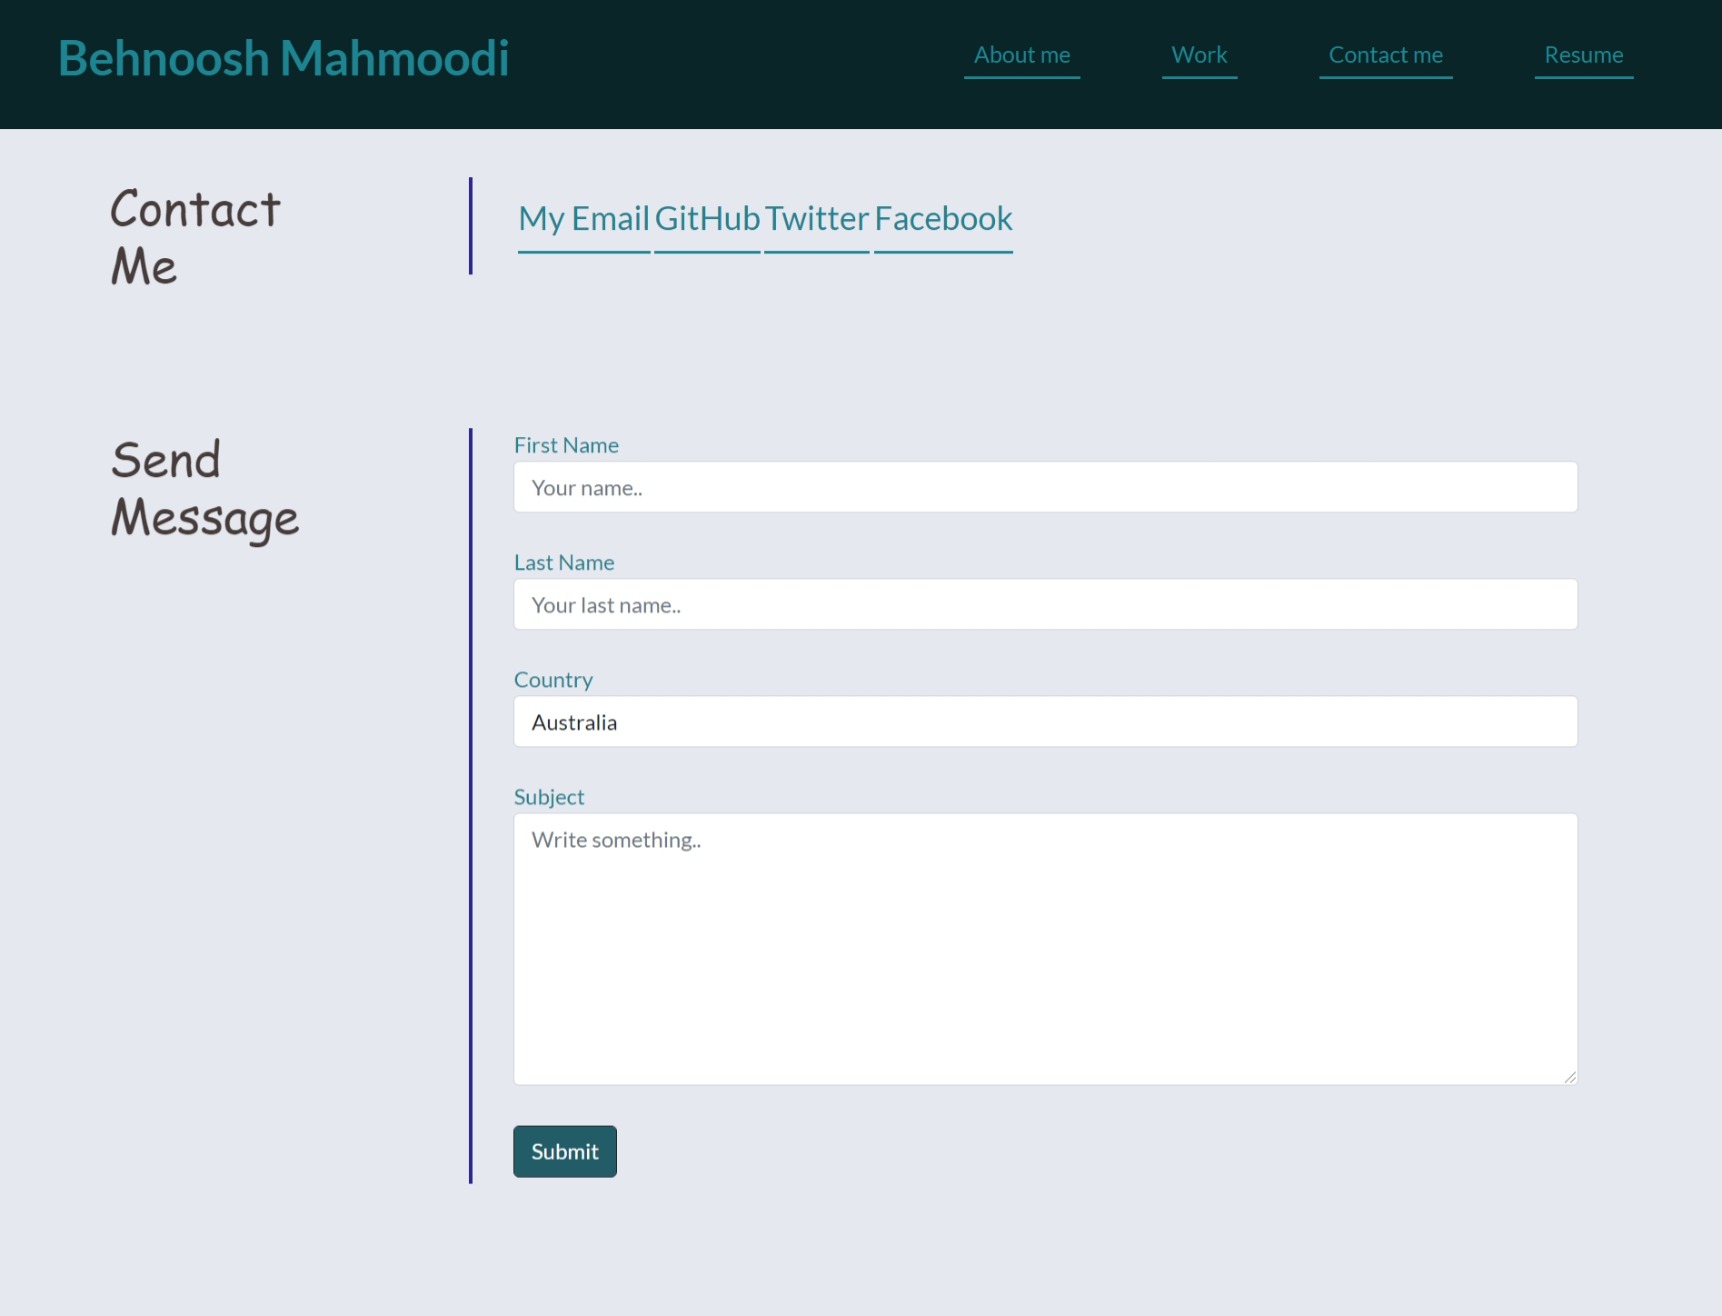 Behnoosh Mahmoodi
About me Work Contact me Resume
Contact
Me
My Email GitHub Twitter Facebook
Send
Message
First Name
Your name..
Last Name
Your last name..
Country
Australia
Subject
Write something..
Submit